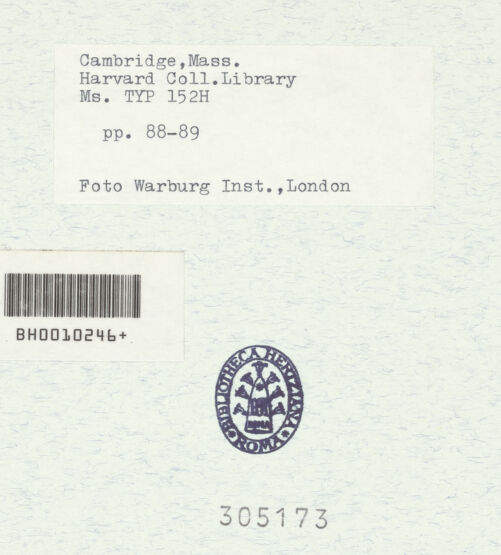 Cambridge,Mass.
Harvard Coll.Library
Ms. TYP 152H
pp. 88-89
Foto Warburg Inst.,London
BH0010246+
BIBLIOTHECA HERTZIANA
ROMA
305173